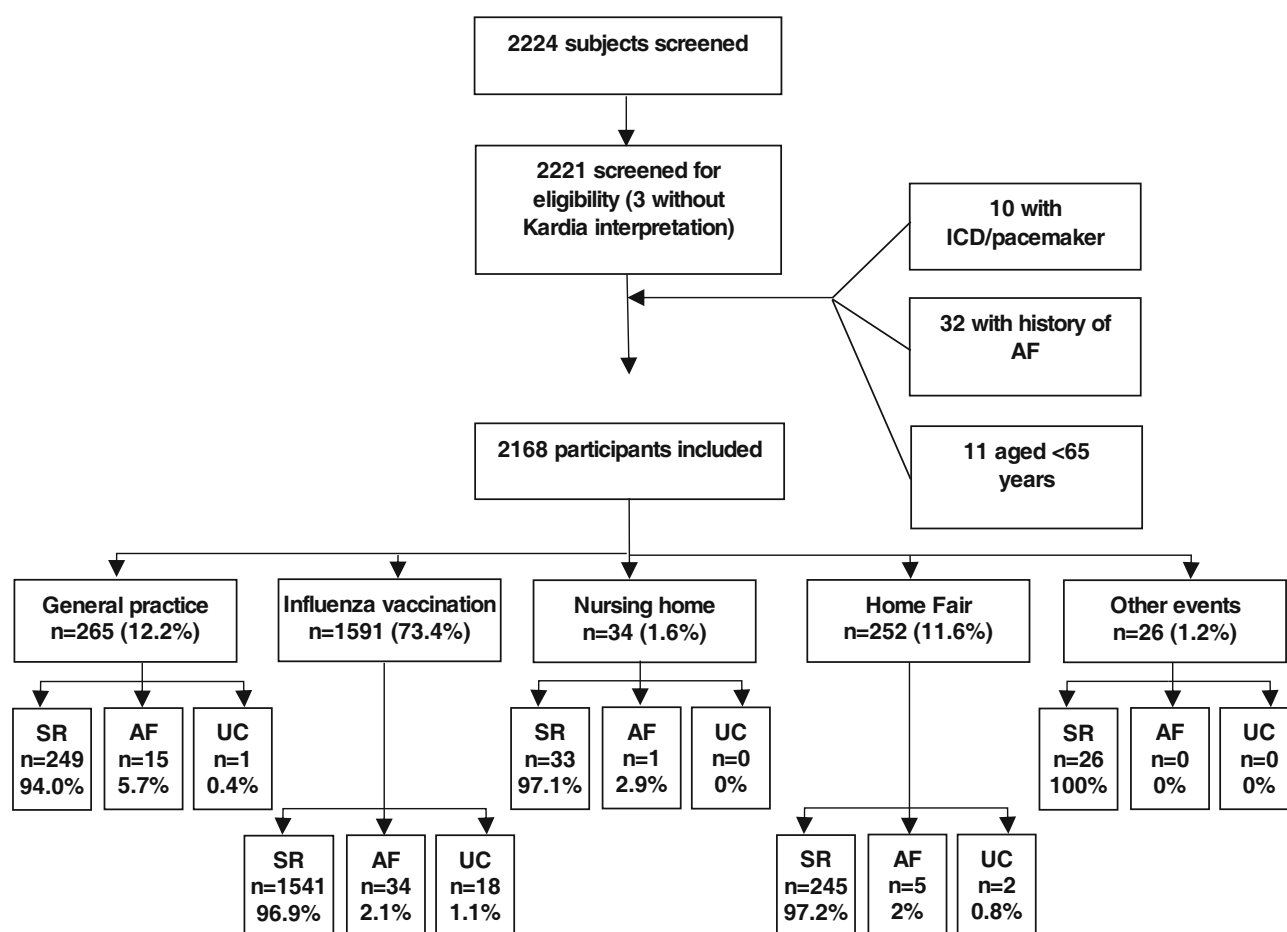 2224 subjects screened
2221 screened for
eligibility (3 without
Kardia interpretation)
10 with
ICD/pacemaker
32 with history of
AF
11 aged <65
years
2168 participants included
General practice
n=265 (12.2%)
Influenza vaccination
n=1591 (73.4%)
Nursing home
n=34 (1.6%)
Home Fair
n=252 (11.6%)
Other events
n=26 (1.2%)
SR
n=249
94.0%
AF
n=15
5.7%
UC
n=1
0.4%
SR
n=1541
96.9%
AF
n=34
2.1%
UC
n=18
1.1%
SR
n=33
97.1%
AF
n=1
2.9%
UC
n=0
0%
SR
n=245
97.2%
AF
n=5
2%
UC
n=2
0.8%
SR
n=26
100%
AF
n=0
0%
UC
n=0
0%